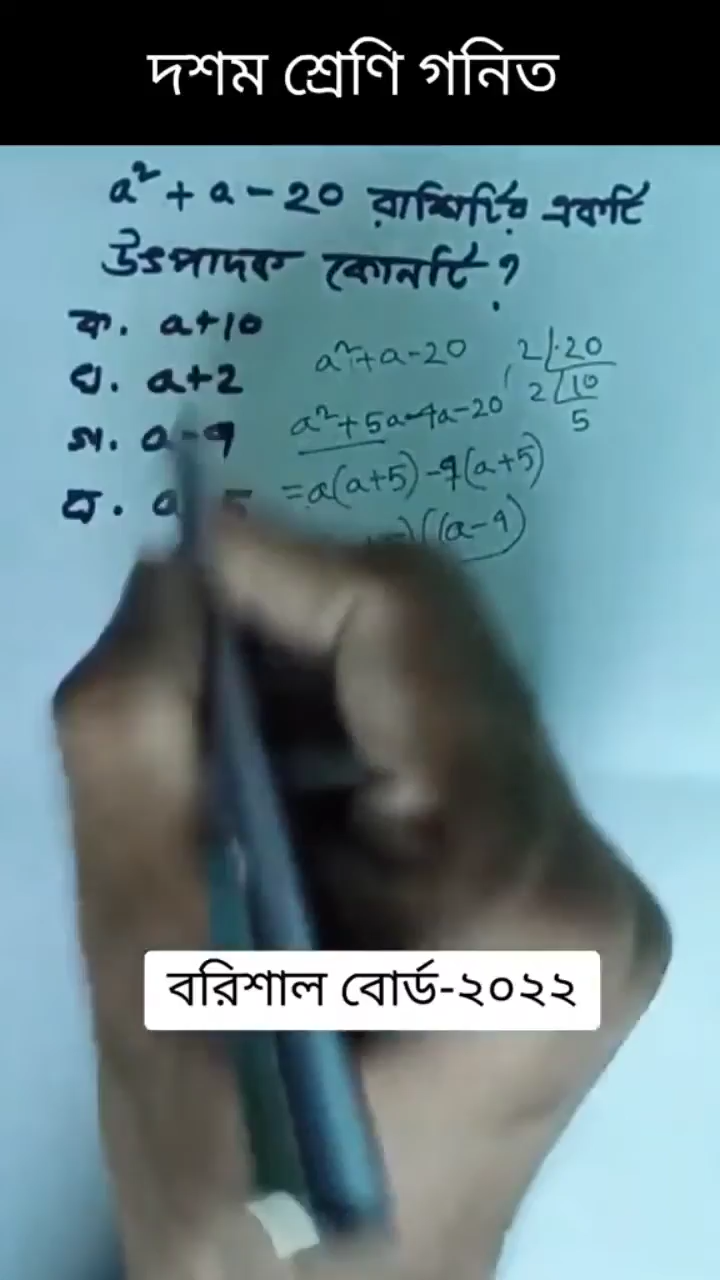 দশম শ্রেণি গনিত
a² + a - 20 রাশিটির একটি
উৎপাদক কোনটি ?
ক. a+10
খ. a+2
গ. a-4
ঘ. a 5
a²+a-20
a²+5a-4a-20
=a(a+5)-4(a+5)
(a-4)
2 20
2 10
5
বরিশাল বোর্ড-২০২২